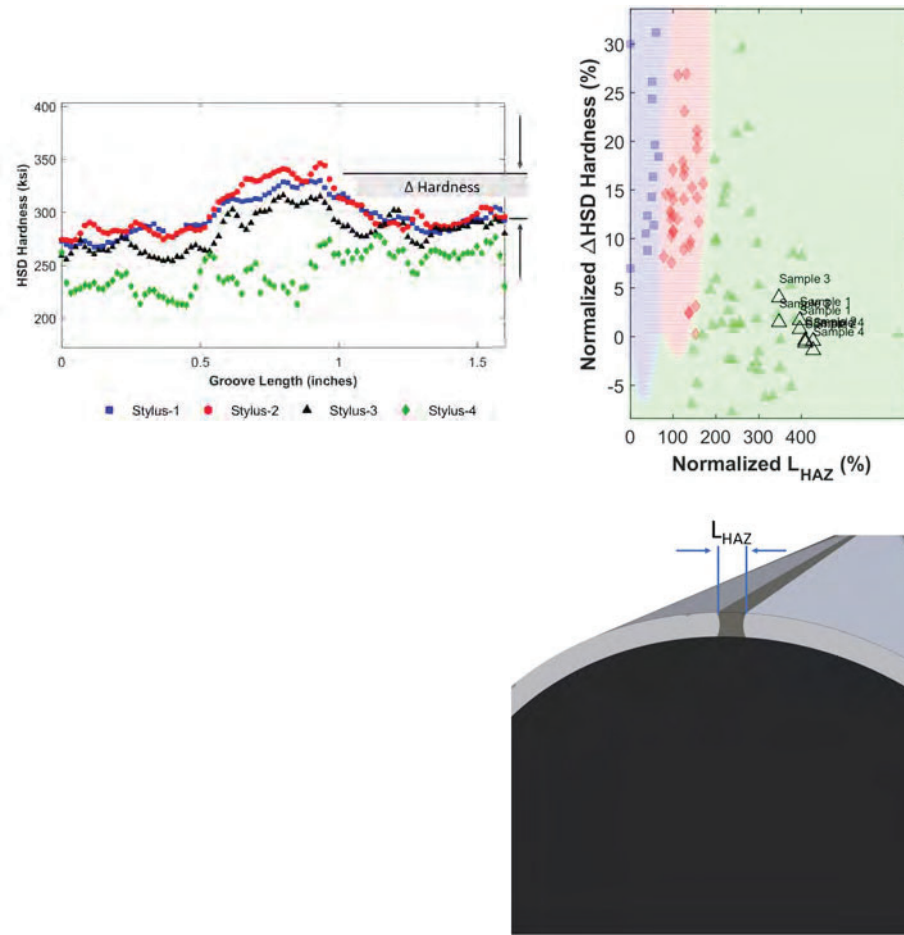 400
350
300
250
200
HSD Hardness (ksi)
Δ Hardness
0
0.5
1
1.5
Groove Length (inches)
Stylus-1
Stylus-2
Stylus-3
Stylus-4
30
25
20
15
10
5
0
-5
Normalized ΔHSD Hardness (%)
Sample 3
Sample 1
Sample 1
Sample 4
0
100
200
300
400
Normalized LHAZ (%)
LHAZ